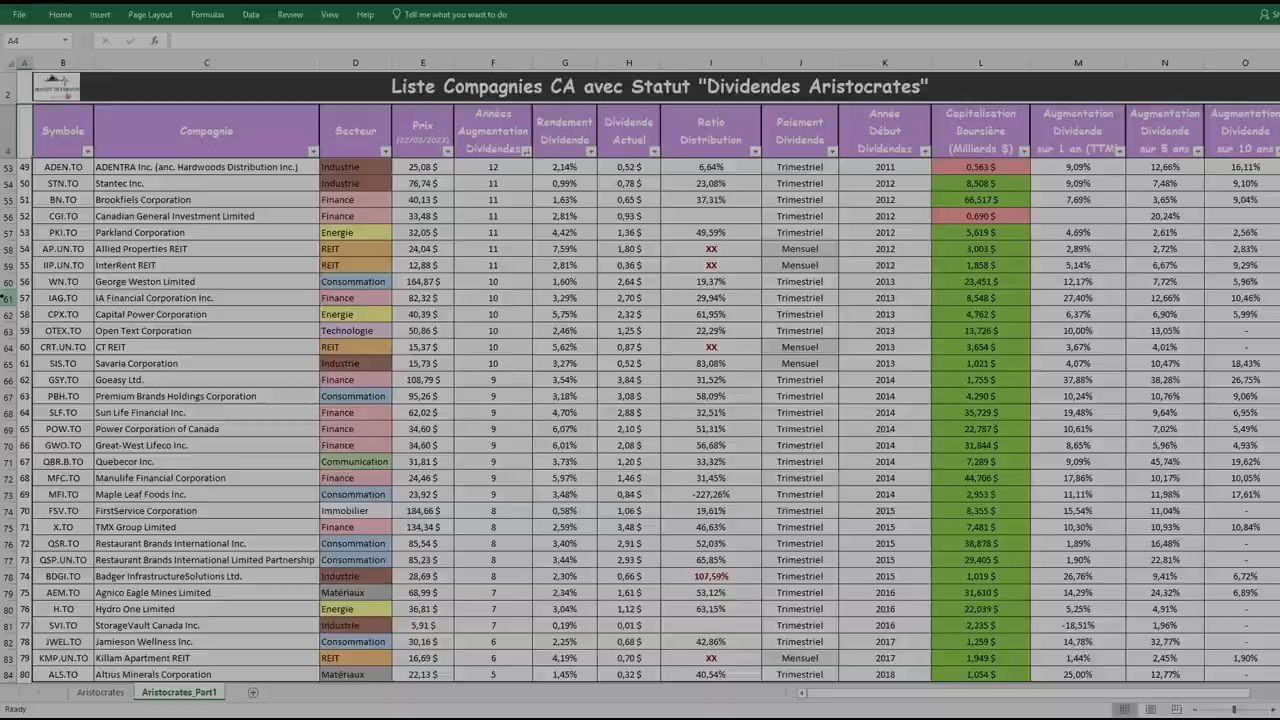 File Home Insert Page Layout Formulas Data Review View Help Tell me what you want to do
A4 fx
A B C D E F G H I J K L M N O
2 Liste Compagnies CA avec Statut "Dividendes Aristocrates"
4 Symbole Compagnie Secteur Prix (22/03/2023) Années Augmentation Dividendes Rendement Dividende Dividende Actuel Ratio Distribution Paiement Dividende Année Début Dividendes Capitalisation Boursière (Milliards $) Augmentation Dividende sur 1 an (TTM) Augmentation Dividende sur 5 ans Augmentation Dividende sur 10 ans
53 49 ADEN.TO ADENTRA Inc. (anc. Hardwoods Distribution Inc.) Industrie 25,08 $ 12 2,14% 0,52 $ 6,64% Trimestriel 2011 0,563 $ 9,09% 12,66% 16,11%
54 50 STN.TO Stantec Inc. Industrie 76,74 $ 11 0,99% 0,78 $ 23,08% Trimestriel 2012 8,508 $ 9,09% 7,48% 9,10%
55 51 BN.TO Brookfiels Corporation Finance 40,13 $ 11 1,63% 0,65 $ 37,31% Trimestriel 2012 66,517 $ 7,69% 3,65% 9,04%
56 52 CGI.TO Canadian General Investment Limited Finance 33,48 $ 11 2,81% 0,93 $ Trimestriel 2012 0,690 $ 20,24%
57 53 PKI.TO Parkland Corporation Energie 32,05 $ 11 4,42% 1,36 $ 49,59% Trimestriel 2012 5,619 $ 4,69% 2,61% 2,56%
58 54 AP.UN.TO Allied Properties REIT REIT 24,04 $ 11 7,59% 1,80 $ XX Mensuel 2012 3,003 $ 2,89% 2,72% 2,83%
59 55 IIP.UN.TO InterRent REIT REIT 12,88 $ 11 2,81% 0,36 $ XX Mensuel 2012 1,858 $ 5,14% 6,67% 9,29%
60 56 WN.TO George Weston Limited Consommation 164,87 $ 10 1,60% 2,64 $ 19,37% Trimestriel 2013 23,451 $ 12,17% 7,72% 5,96%
61 57 IAG.TO iA Financial Corporation Inc. Finance 82,32 $ 10 3,29% 2,70 $ 29,94% Trimestriel 2013 8,548 $ 27,40% 12,66% 10,46%
62 58 CPX.TO Capital Power Corporation Energie 40,39 $ 10 5,75% 2,32 $ 61,95% Trimestriel 2013 4,762 $ 6,37% 6,90% 5,99%
63 59 OTEX.TO Open Text Corporation Technologie 50,86 $ 10 2,46% 1,25 $ 22,29% Trimestriel 2013 13,726 $ 10,00% 13,05% -
64 60 CRT.UN.TO CT REIT REIT 15,37 $ 10 5,62% 0,87 $ XX Mensuel 2013 3,654 $ 3,67% 4,01% -
65 61 SIS.TO Savaria Corporation Industrie 15,73 $ 10 3,27% 0,52 $ 83,08% Trimestriel 2013 1,021 $ 4,07% 10,47% 18,43%
66 62 GSY.TO Goeasy Ltd. Finance 108,79 $ 9 3,54% 3,84 $ 31,52% Trimestriel 2014 1,755 $ 37,88% 38,28% 26,75%
67 63 PBH.TO Premium Brands Holdings Corporation Consommation 95,26 $ 9 3,18% 3,08 $ 58,09% Trimestriel 2014 4,290 $ 10,24% 10,76% 9,06%
68 64 SLF.TO Sun Life Financial Inc. Finance 62,02 $ 9 4,70% 2,88 $ 32,51% Trimestriel 2014 35,729 $ 19,48% 9,64% 6,95%
69 65 POW.TO Power Corporation of Canada Finance 34,60 $ 9 6,07% 2,10 $ 51,31% Trimestriel 2014 22,787 $ 10,61% 7,02% 5,49%
70 66 GWO.TO Great-West Lifeco Inc. Finance 34,60 $ 9 6,01% 2,08 $ 56,68% Trimestriel 2014 31,844 $ 8,65% 5,96% 4,93%
71 67 QBR.B.TO Quebecor Inc. Communication 31,81 $ 9 3,73% 1,20 $ 33,32% Trimestriel 2014 7,289 $ 9,09% 45,74% 19,62%
72 68 MFC.TO Manulife Financial Corporation Finance 24,46 $ 9 5,97% 1,46 $ 31,45% Trimestriel 2014 44,706 $ 17,86% 10,17% 10,05%
73 69 MFI.TO Maple Leaf Foods Inc. Consommation 23,92 $ 9 3,48% 0,84 $ -227,26% Trimestriel 2014 2,953 $ 11,11% 11,98% 17,61%
74 70 FSV.TO FirstService Corporation Immobilier 184,66 $ 8 0,58% 1,06 $ 19,61% Trimestriel 2015 8,355 $ 15,54% 11,04% -
75 71 X.TO TMX Group Limited Finance 134,34 $ 8 2,59% 3,48 $ 46,63% Trimestriel 2015 7,481 $ 10,30% 10,93% 10,84%
76 72 QSR.TO Restaurant Brands International Inc. Consommation 85,54 $ 8 3,40% 2,91 $ 52,03% Trimestriel 2015 38,878 $ 1,89% 16,48% -
77 73 QSP.UN.TO Restaurant Brands International Limited Partnership Consommation 85,23 $ 8 3,44% 2,93 $ 65,85% Trimestriel 2015 29,405 $ 1,90% 22,81% -
78 74 BDGI.TO Badger InfrastructureSolutions Ltd. Industrie 28,69 $ 8 2,30% 0,66 $ 107,59% Trimestriel 2015 1,019 $ 26,76% 9,41% 6,72%
79 75 AEM.TO Agnico Eagle Mines Limited Matériaux 68,99 $ 7 2,34% 1,61 $ 53,12% Trimestriel 2016 31,610 $ 14,29% 24,32% 6,89%
80 76 H.TO Hydro One Limited Energie 36,81 $ 7 3,04% 1,12 $ 63,15% Trimestriel 2016 22,039 $ 5,25% 4,91% -
81 77 SVI.TO StorageVault Canada Inc. Industrie 5,91 $ 7 0,19% 0,01 $ Trimestriel 2016 2,235 $ -18,51% 1,96% -
82 78 JWEL.TO Jamieson Wellness Inc. Consommation 30,16 $ 6 2,25% 0,68 $ 42,86% Trimestriel 2017 1,259 $ 14,78% 32,77% -
83 79 KMP.UN.TO Killam Apartment REIT REIT 16,69 $ 6 4,19% 0,70 $ XX Mensuel 2017 1,949 $ 1,44% 2,45% 1,90%
84 80 ALS.TO Altius Minerals Corporation Matériaux 22,13 $ 5 1,45% 0,32 $ 40,54% Trimestriel 2018 1,054 $ 25,00% 12,77% -
Aristocrates Aristocrates_Part1
Ready